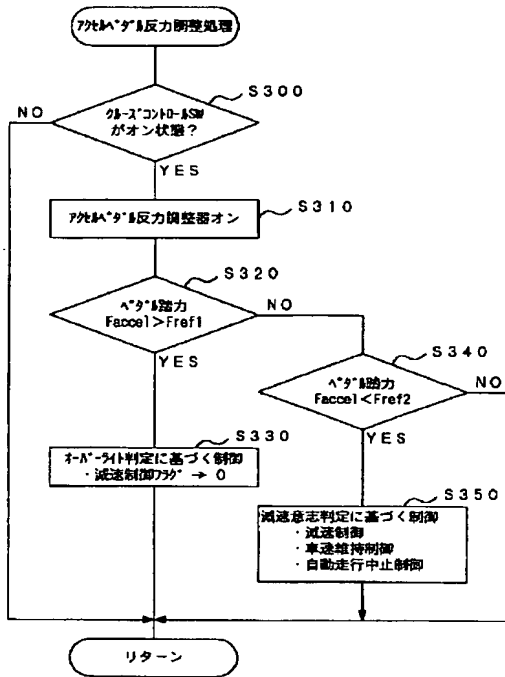 アクセルペダル反力調整処理
S300
NO
クルーズコントロールSW
がオン状態?
YES
S310
アクセルペダル反力調整器オン
S320
ペダル踏力
Faccel>Fref1
NO
YES
S340
ペダル踏力
Faccel<Fref2
NO
YES
S330
オーバーライト判定に基づく制御
・減速制御フラグ → 0
S350
減速意志判定に基づく制御
・減速制御
・車速維持制御
・自動走行中止制御
リターン